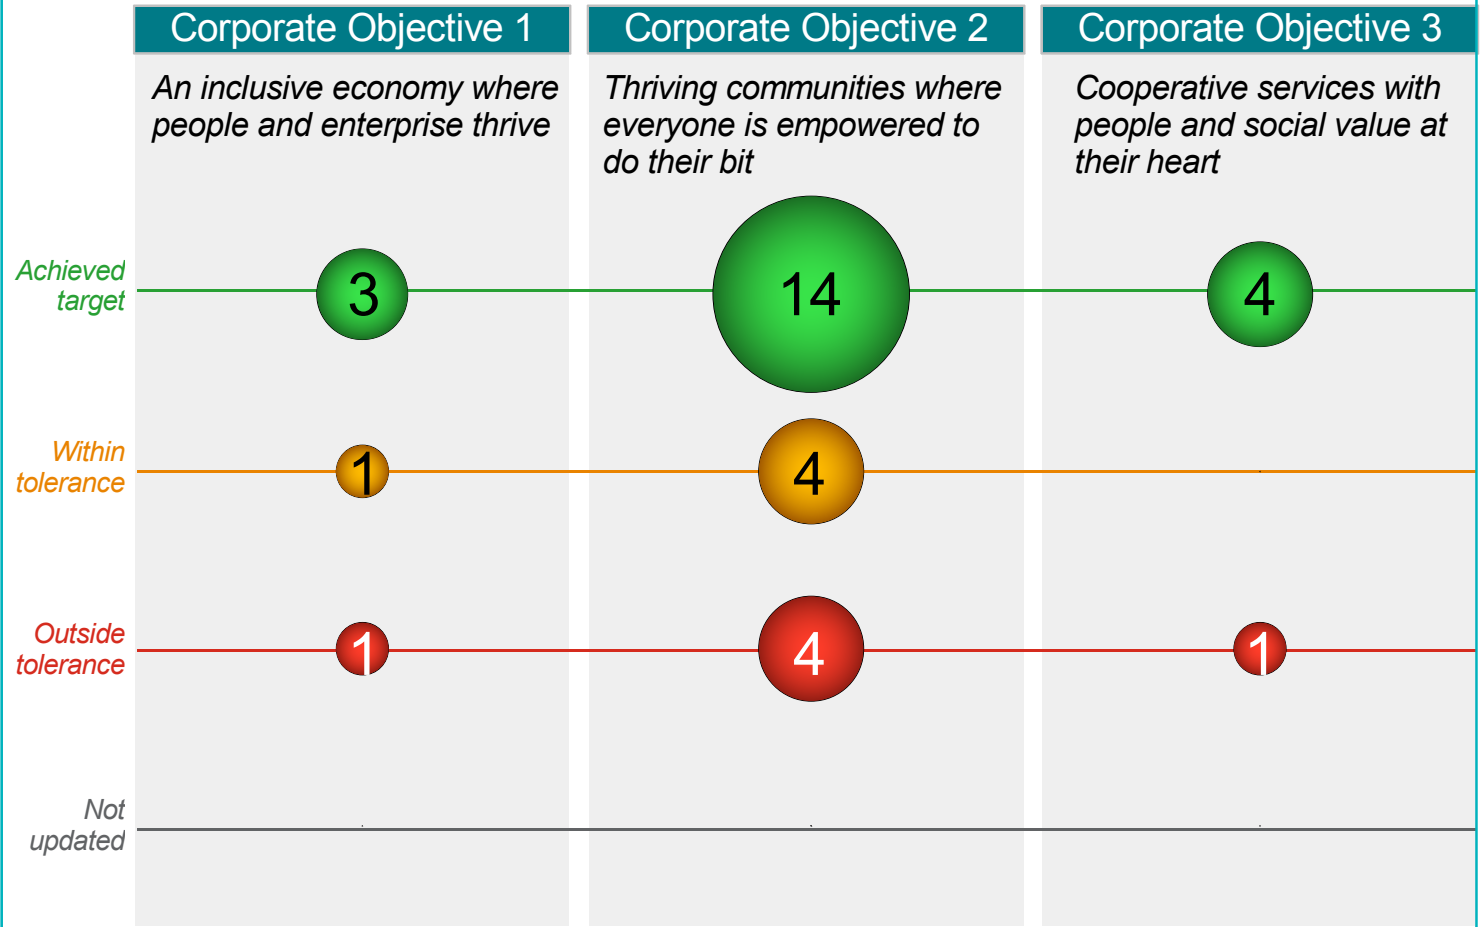 Corporate Objective 1
Corporate Objective 2
Corporate Objective 3
An inclusive economy where
people and enterprise thrive
Thriving communities where
everyone is empowered to
do their bit
Cooperative services with
people and social value at
their heart
Achieved
target
3
14
4
Within
tolerance
1
4
Outside
tolerance
1
4
1
Not
updated